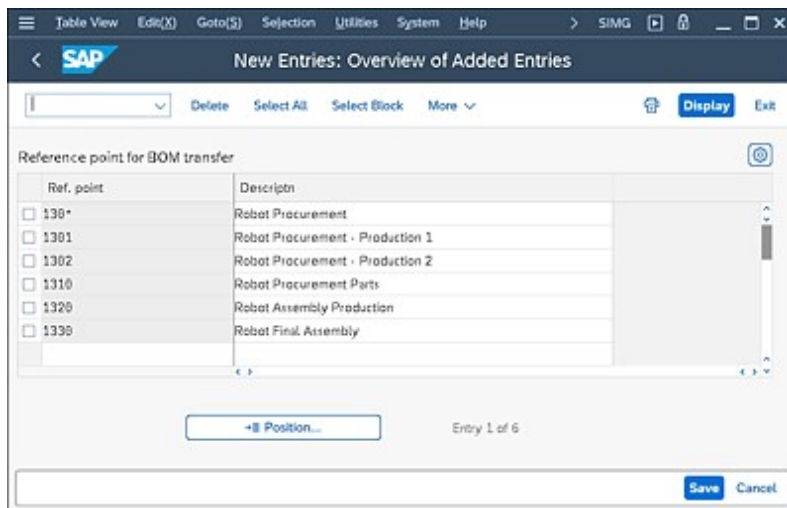 Table View Edit(X) Goto(S) Selection Utilities System Help > SIMG
< SAP New Entries: Overview of Added Entries
Delete Select All Select Block More Display Exit
Reference point for BOM transfer
Ref. point Descriptn
130* Robot Procurement
1301 Robot Procurement - Production 1
1302 Robot Procurement - Production 2
1310 Robot Procurement Parts
1320 Robot Assembly Production
1330 Robot Final Assembly
Position... Entry 1 of 6
Save Cancel